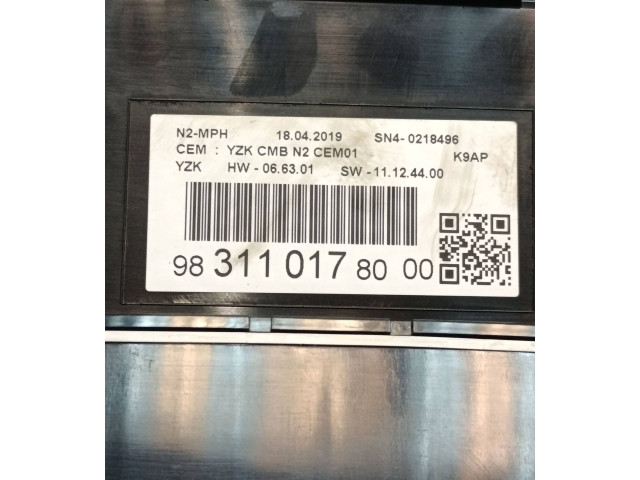 N2-MPH 18.04.2019 SN4- 0218496
CEM : YZK CMB N2 CEM01 K9AP
YZK HW - 06.63.01 SW - 11.12.44.00
98 311 017 80 00